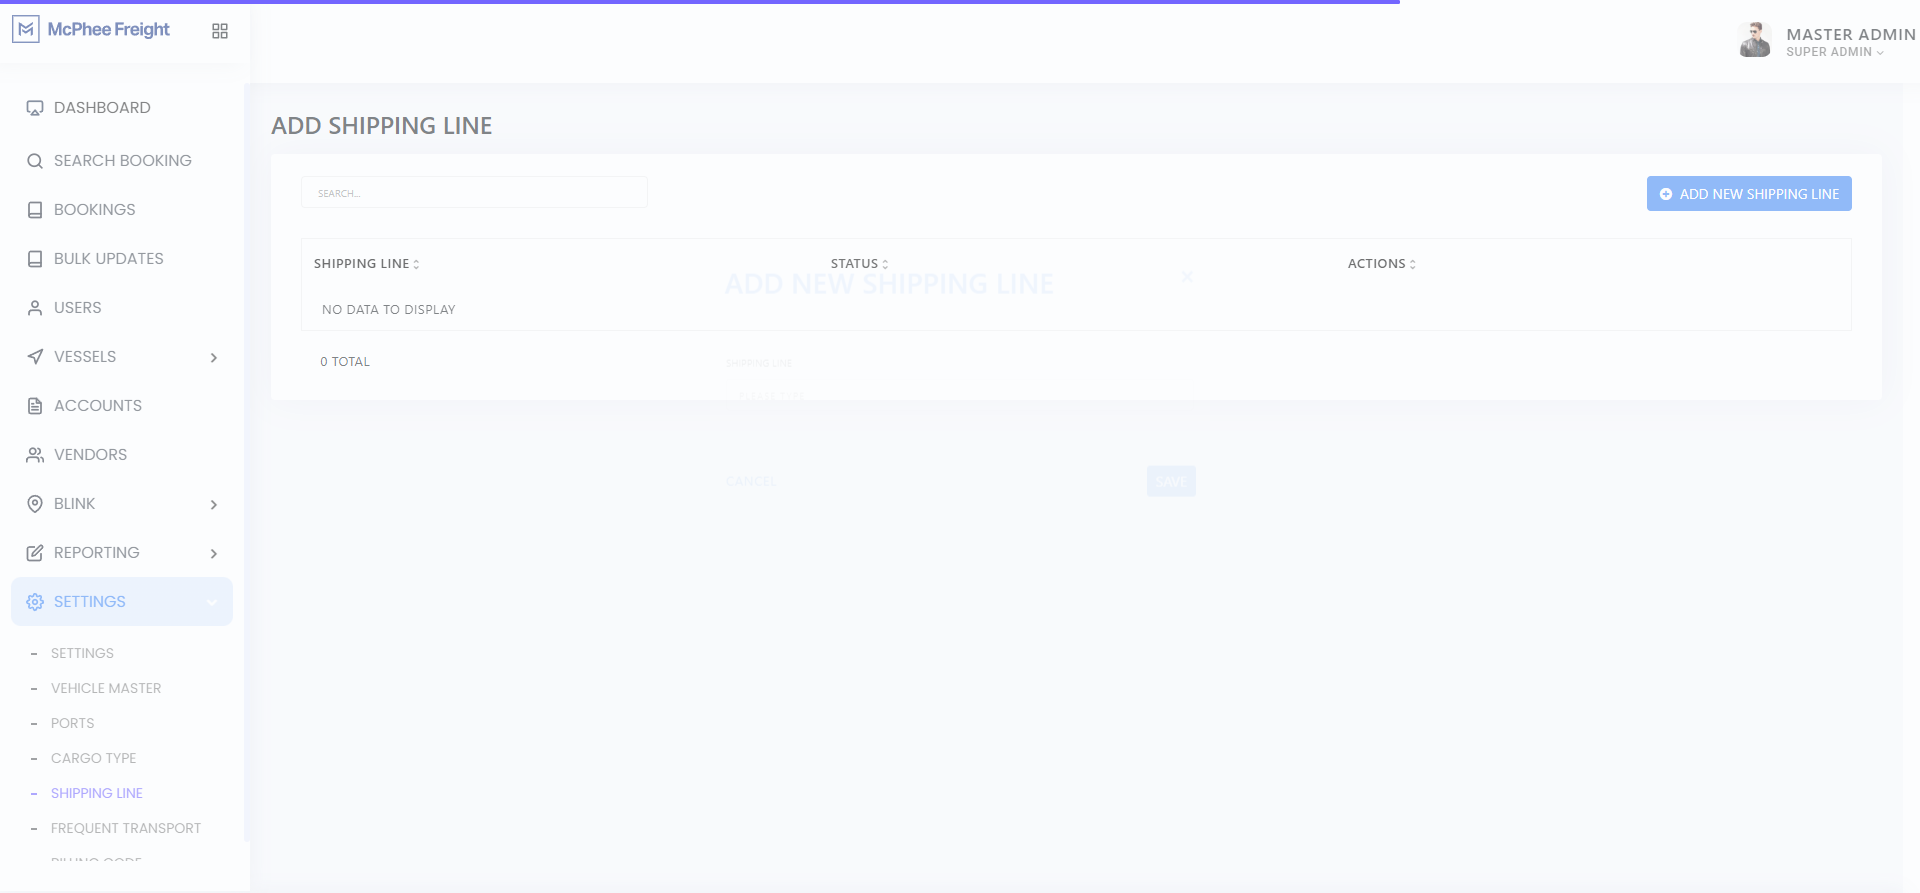 McPhee Freight
MASTER ADMIN
SUPER ADMIN
DASHBOARD
SEARCH BOOKING
BOOKINGS
BULK UPDATES
USERS
VESSELS
ACCOUNTS
VENDORS
BLINK
REPORTING
SETTINGS
SETTINGS
VEHICLE MASTER
PORTS
CARGO TYPE
SHIPPING LINE
FREQUENT TRANSPORT
BILLING CODE
ADD SHIPPING LINE
SEARCH...
ADD NEW SHIPPING LINE
SHIPPING LINE
STATUS
ACTIONS
NO DATA TO DISPLAY
0 TOTAL
ADD NEW SHIPPING LINE
SHIPPING LINE
CANCEL
SAVE